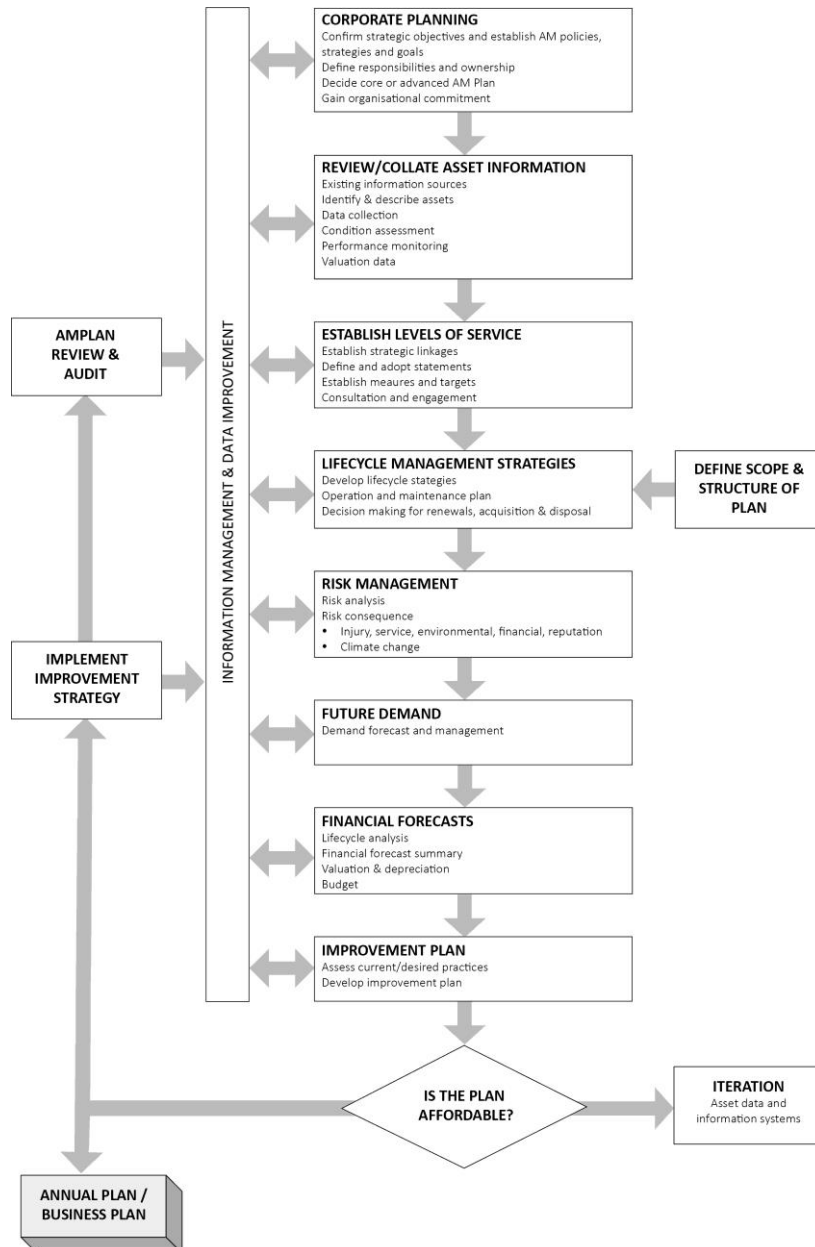 CORPORATE PLANNING
Confirm strategic objectives and establish AM policies,
strategies and goals
Define responsibilities and ownership
Decide core or advanced AM Plan
Gain organisational commitment
REVIEW/COLLATE ASSET INFORMATION
Existing information sources
Identify & describe assets
Data collection
Condition assessment
Performance monitoring
Valuation data
INFORMATION MANAGEMENT & DATA IMPROVEMENT
AMPLAN
REVIEW &
AUDIT
ESTABLISH LEVELS OF SERVICE
Establish strategic linkages
Define and adopt statements
Establish meaures and targets
Consultation and engagement
LIFECYCLE MANAGEMENT STRATEGIES
Develop lifecycle stategies
Operation and maintenance plan
Decision making for renewals, acquisition & disposal
DEFINE SCOPE &
STRUCTURE OF
PLAN
RISK MANAGEMENT
Risk analysis
Risk consequence
• Injury, service, environmental, financial, reputation
• Climate change
IMPLEMENT
IMPROVEMENT
STRATEGY
FUTURE DEMAND
Demand forecast and management
FINANCIAL FORECASTS
Lifecycle analysis
Financial forecast summary
Valuation & depreciation
Budget
IMPROVEMENT PLAN
Assess current/desired practices
Develop improvement plan
IS THE PLAN
AFFORDABLE?
ITERATION
Asset data and
information systems
ANNUAL PLAN /
BUSINESS PLAN